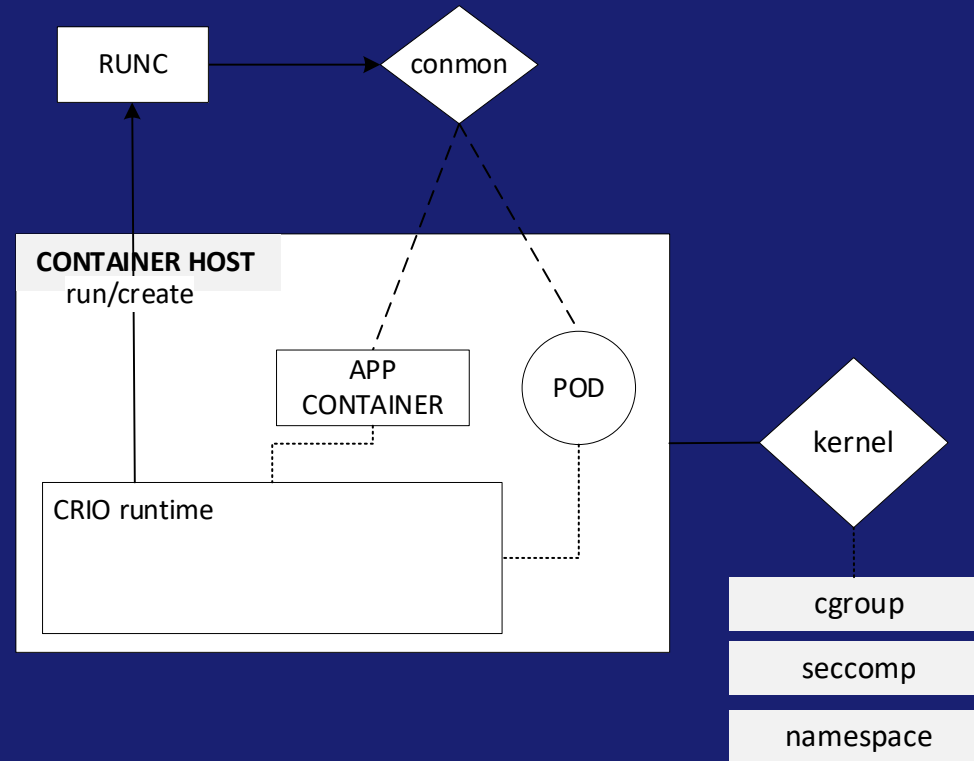 RUNC
conmon
CONTAINER HOST
run/create
APP
CONTAINER
POD
kernel
CRIO runtime
cgroup
seccomp
namespace